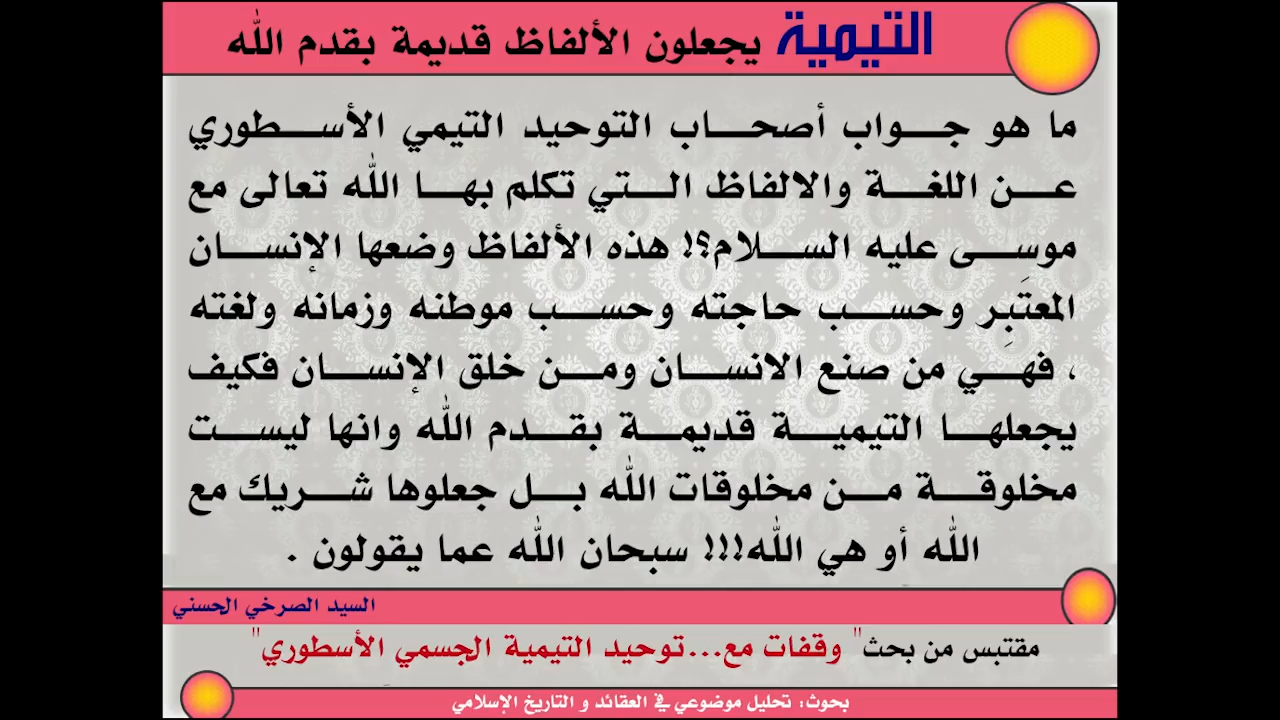 التيمية يجعلون الألفاظ قديمة بقدم الله
ما هو جواب أصحاب التوحيد التيمي الأسطوري
عن اللغة والالفاظ التي تكلم بها الله تعالى مع
موسى عليه السلام؟! هذه الألفاظ وضعها الإنسان
المعتَبِر وحسب حاجته وحسب موطنه وزمانه ولغته
، فهي من صنع الانسان ومن خلق الإنسان فكيف
يجعلها التيمية قديمة بقدم الله وانها ليست
مخلوقة من مخلوقات الله بل جعلوها شريك مع
الله أو هي الله!!! سبحان الله عما يقولون .
السيد الصرخي الحسني
مقتبس من بحث" وقفات مع...توحيد التيمية الجسمي الأسطوري"
بحوث: تحليل موضوعي في العقائد و التاريخ الإسلامي